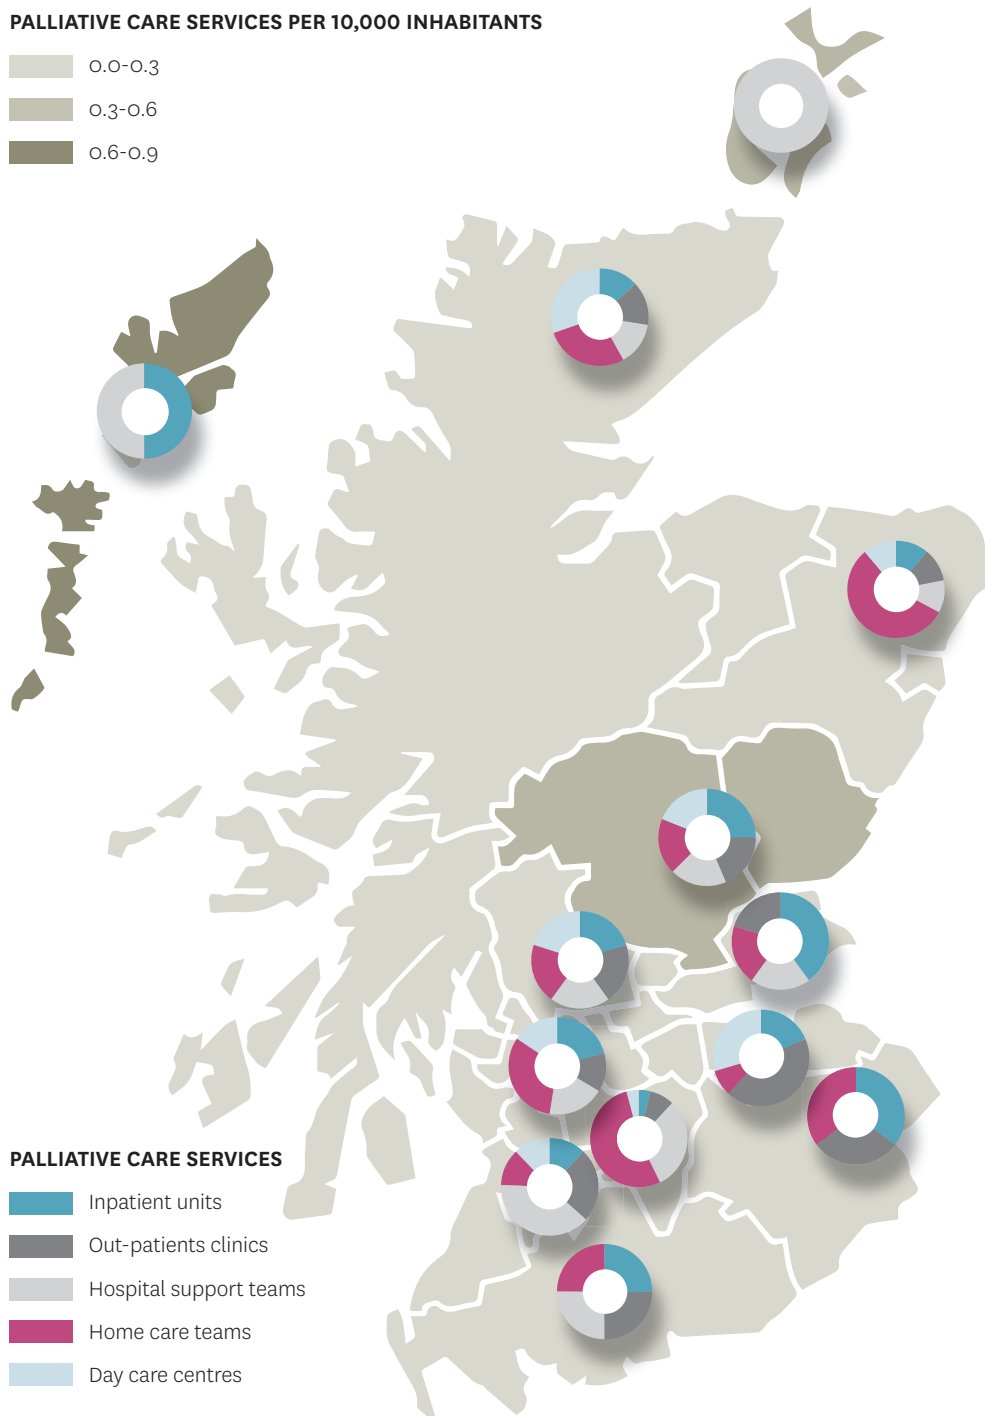 PALLIATIVE CARE SERVICES PER 10,000 INHABITANTS
0.0-0.3
0.3-0.6
0.6-0.9
PALLIATIVE CARE SERVICES
Inpatient units
Out-patients clinics
Hospital support teams
Home care teams
Day care centres